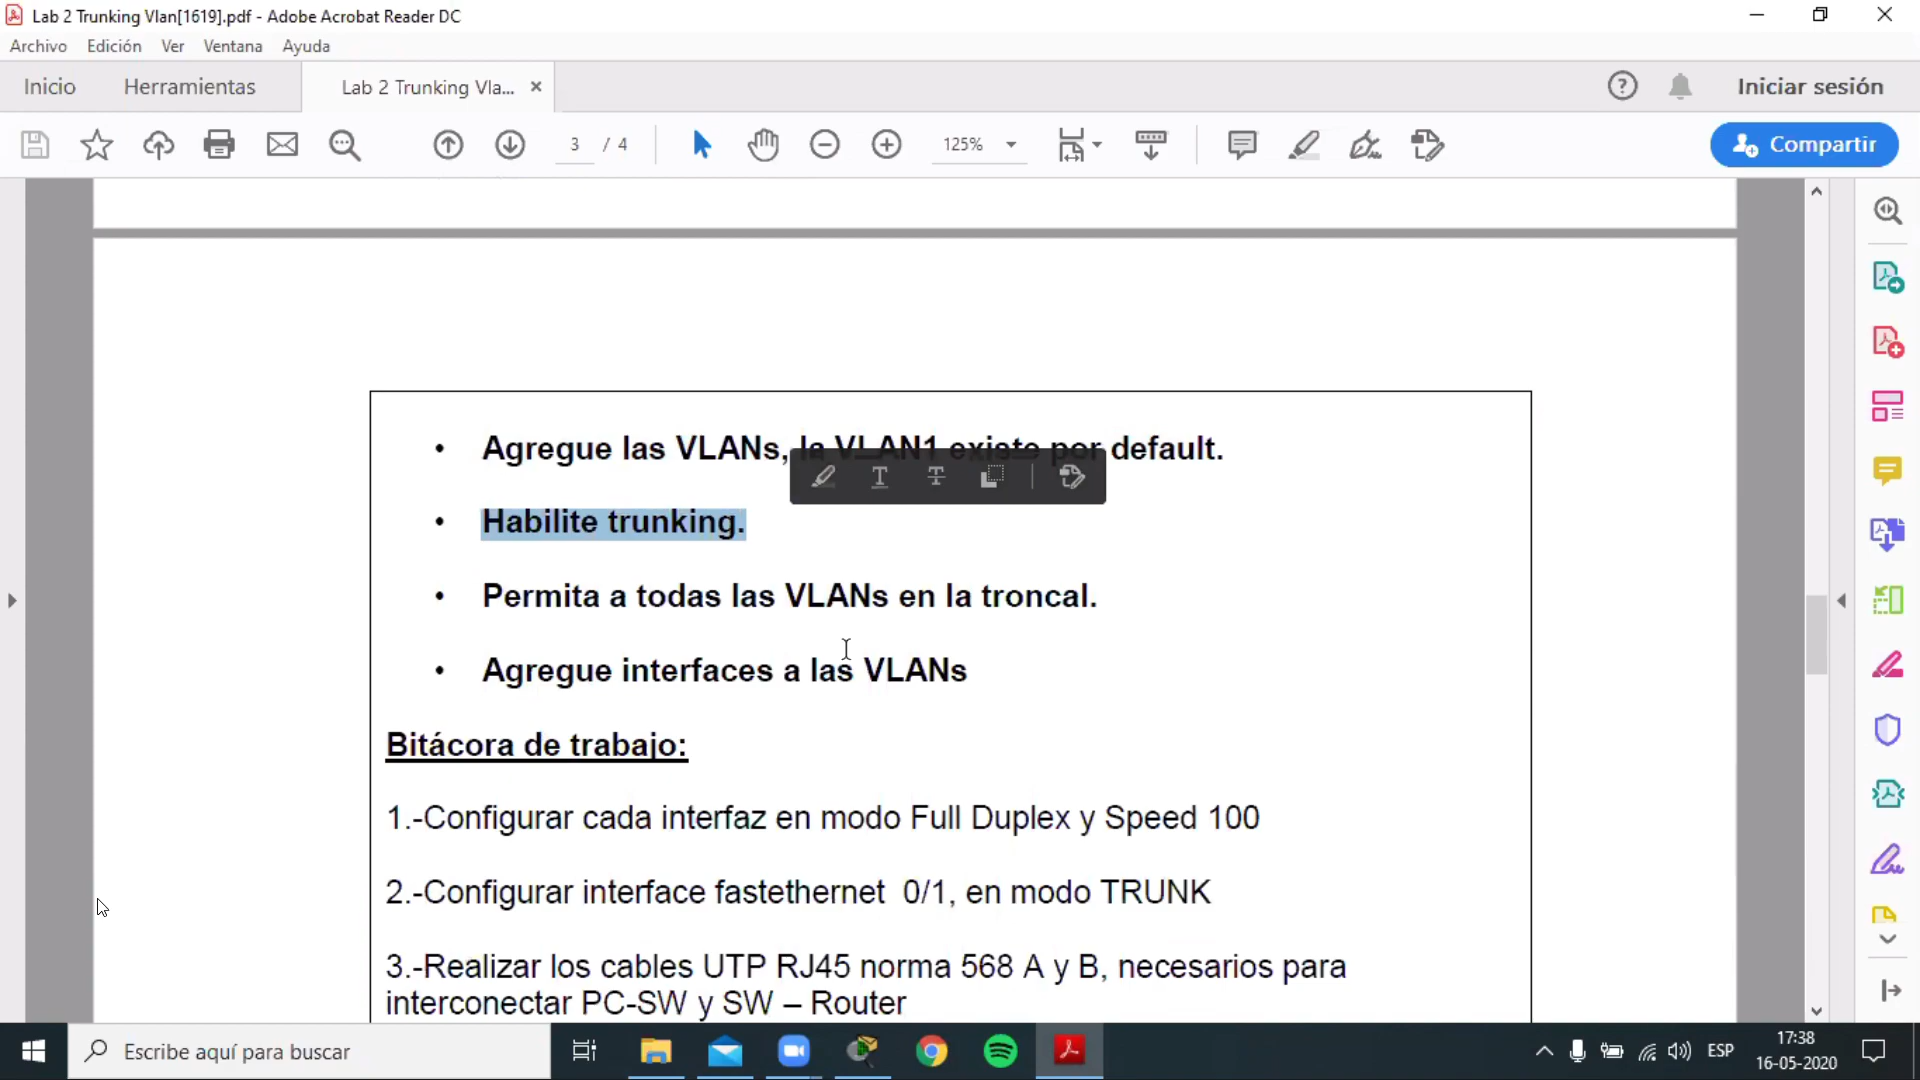 Lab 2 Trunking Vlan[1619].pdf - Adobe Acrobat Reader DC
Archivo Edición Ver Ventana Ayuda
Inicio Herramientas Lab 2 Trunking Vla... × Iniciar sesión
3 / 4 125% Compartir
• Agregue las VLANs, la VLAN1 existe por default.
• Habilite trunking.
• Permita a todas las VLANs en la troncal.
• Agregue interfaces a las VLANs
Bitácora de trabajo:
1.-Configurar cada interfaz en modo Full Duplex y Speed 100
2.-Configurar interface fastethernet 0/1, en modo TRUNK
3.-Realizar los cables UTP RJ45 norma 568 A y B, necesarios para
interconectar PC-SW y SW – Router
Escribe aquí para buscar
ESP
17:38
16-05-2020